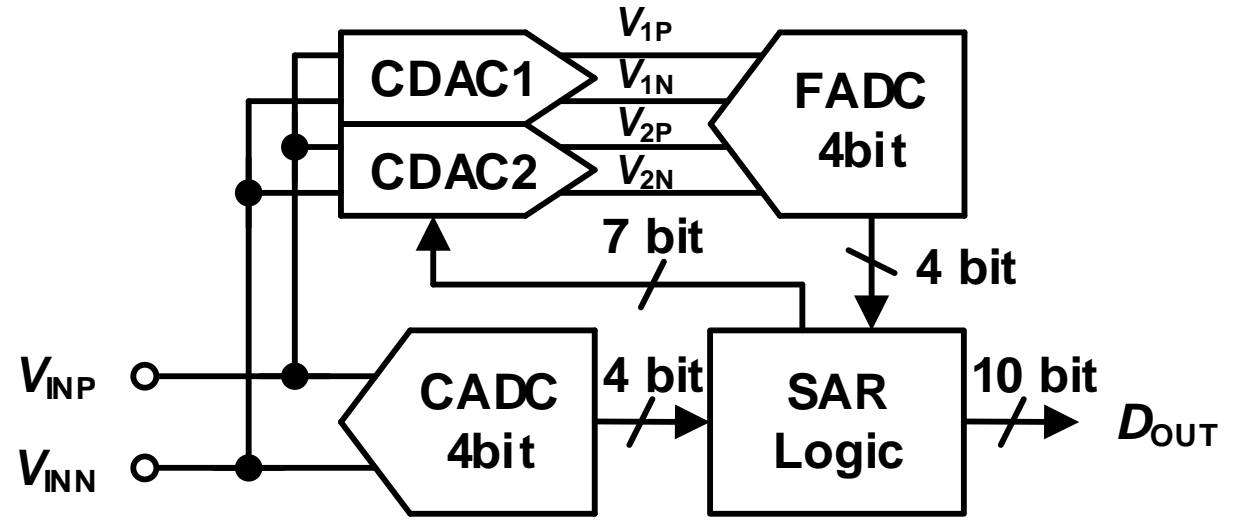 V1P
CDAC1
V1N
FADC
4bit
V2P
CDAC2
V2N
7 bit
4 bit
VINP
CADC
4bit
4 bit
SAR
Logic
10 bit
DOUT
VINN